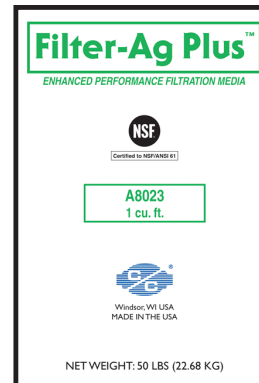 Filter-Ag Plus™
ENHANCED PERFORMANCE FILTRATION MEDIA
NSF
Certified to NSF/ANSI 61
A8023
1 cu. ft.
C/C®
Windsor, WI USA
MADE IN THE USA
NET WEIGHT: 50 LBS (22.68 KG)